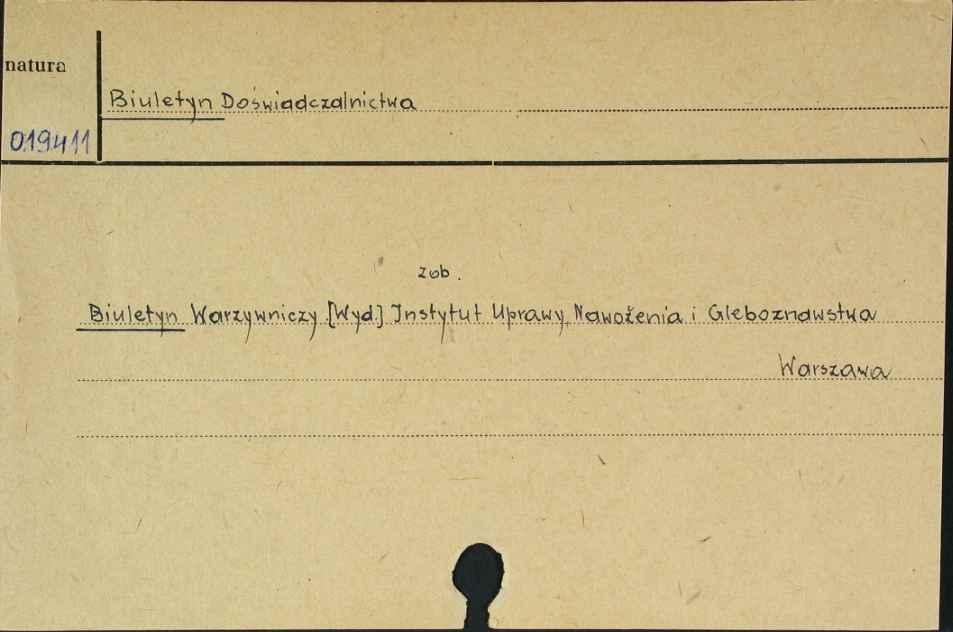 natura
Biuletyn Doświadczalnictwa
019411
zob.
Biuletyn Warzywniczy [Wyd.] Instytut Uprawy, Nawożenia i Gleboznawstwa
Warszawa